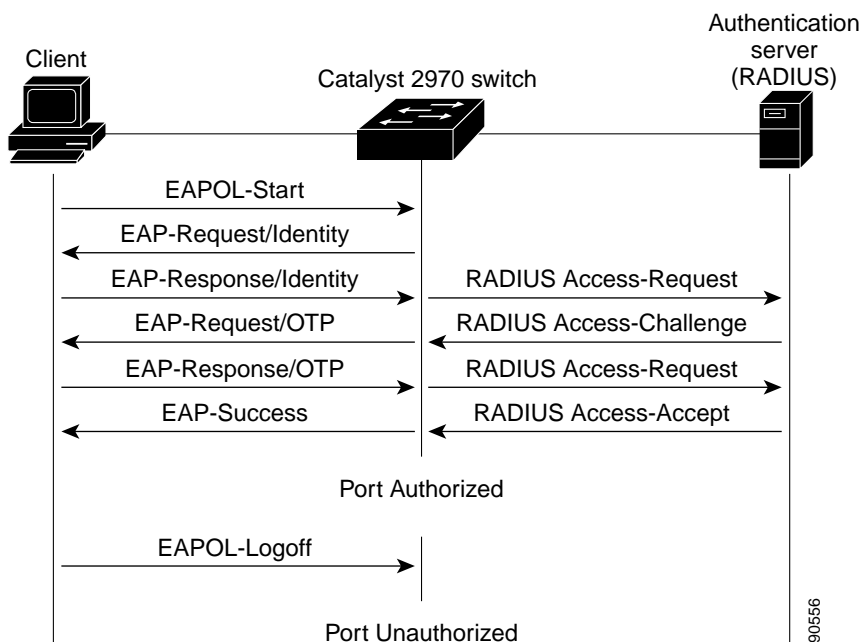 Authentication
server
(RADIUS)
Client
Catalyst 2970 switch
EAPOL-Start
EAP-Request/Identity
EAP-Response/Identity
RADIUS Access-Request
EAP-Request/OTP
RADIUS Access-Challenge
EAP-Response/OTP
RADIUS Access-Request
EAP-Success
RADIUS Access-Accept
Port Authorized
EAPOL-Logoff
Port Unauthorized
90556